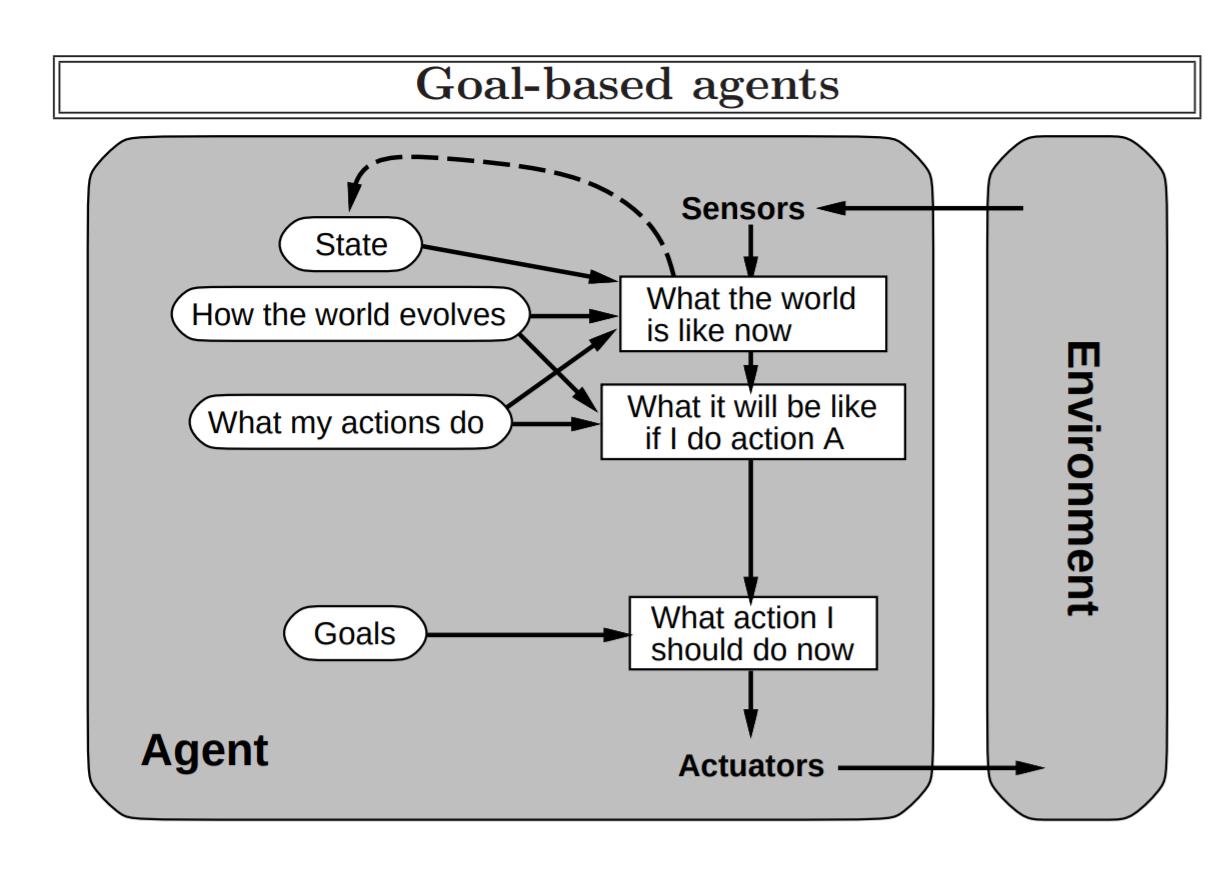 Goal-based agents
Sensors
State
What the world
is like now
How the world evolves
What it will be like
if I do action A
What my actions do
Environment
Goals
What action I
should do now
Agent
Actuators